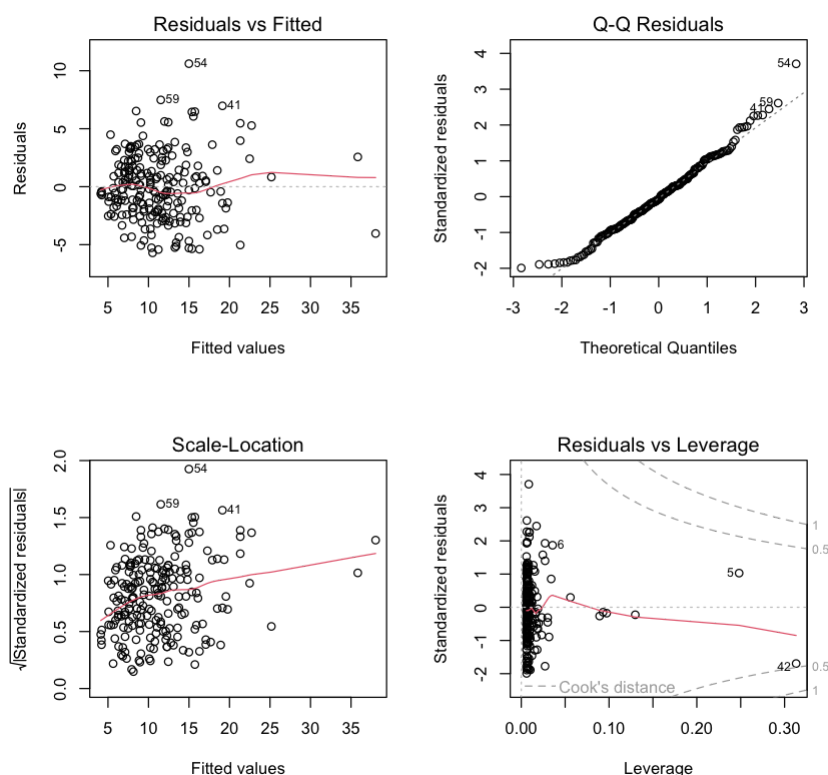 Residuals vs Fitted
Residuals
10
5
0
-5
54
59
41
5 10 15 20 25 30 35
Fitted values
Q-Q Residuals
Standardized residuals
4
3
2
1
0
-1
-2
54
59
41
-3 -2 -1 0 1 2 3
Theoretical Quantiles
Scale-Location
√|Standardized residuals|
2.0
1.5
1.0
0.5
0.0
54
59
41
5 10 15 20 25 30 35
Fitted values
Residuals vs Leverage
Standardized residuals
4
3
2
1
0
-1
-2
6
5
42
1
0.5
0.5
1
Cook's distance
0.00 0.10 0.20 0.30
Leverage